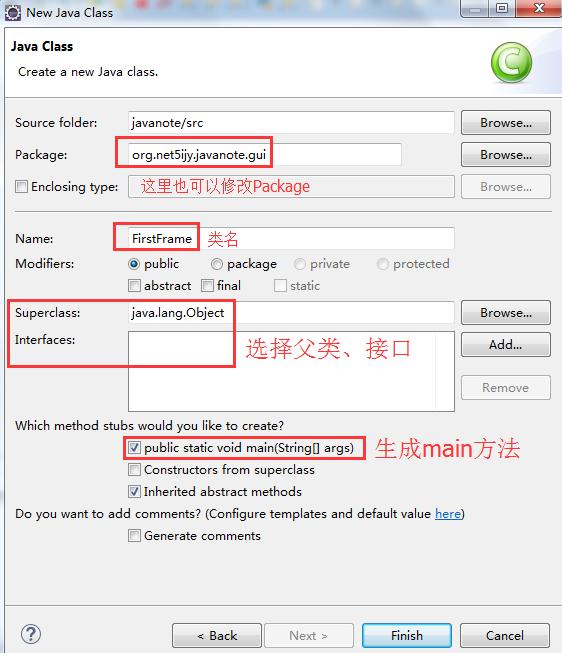 New Java Class
Java Class
Create a new Java class.
Source folder: javanote/src Browse...
Package: org.net5ijy.javanote.gui Browse...
Enclosing type: 这里也可以修改Package Browse...
Name: FirstFrame 类名
Modifiers: public package private protected
abstract final static
Superclass: java.lang.Object Browse...
Interfaces: 选择父类、接口 Add...
Remove
Which method stubs would you like to create?
public static void main(String[] args) 生成main方法
Constructors from superclass
Inherited abstract methods
Do you want to add comments? (Configure templates and default value here)
Generate comments
? < Back Next > Finish Cancel